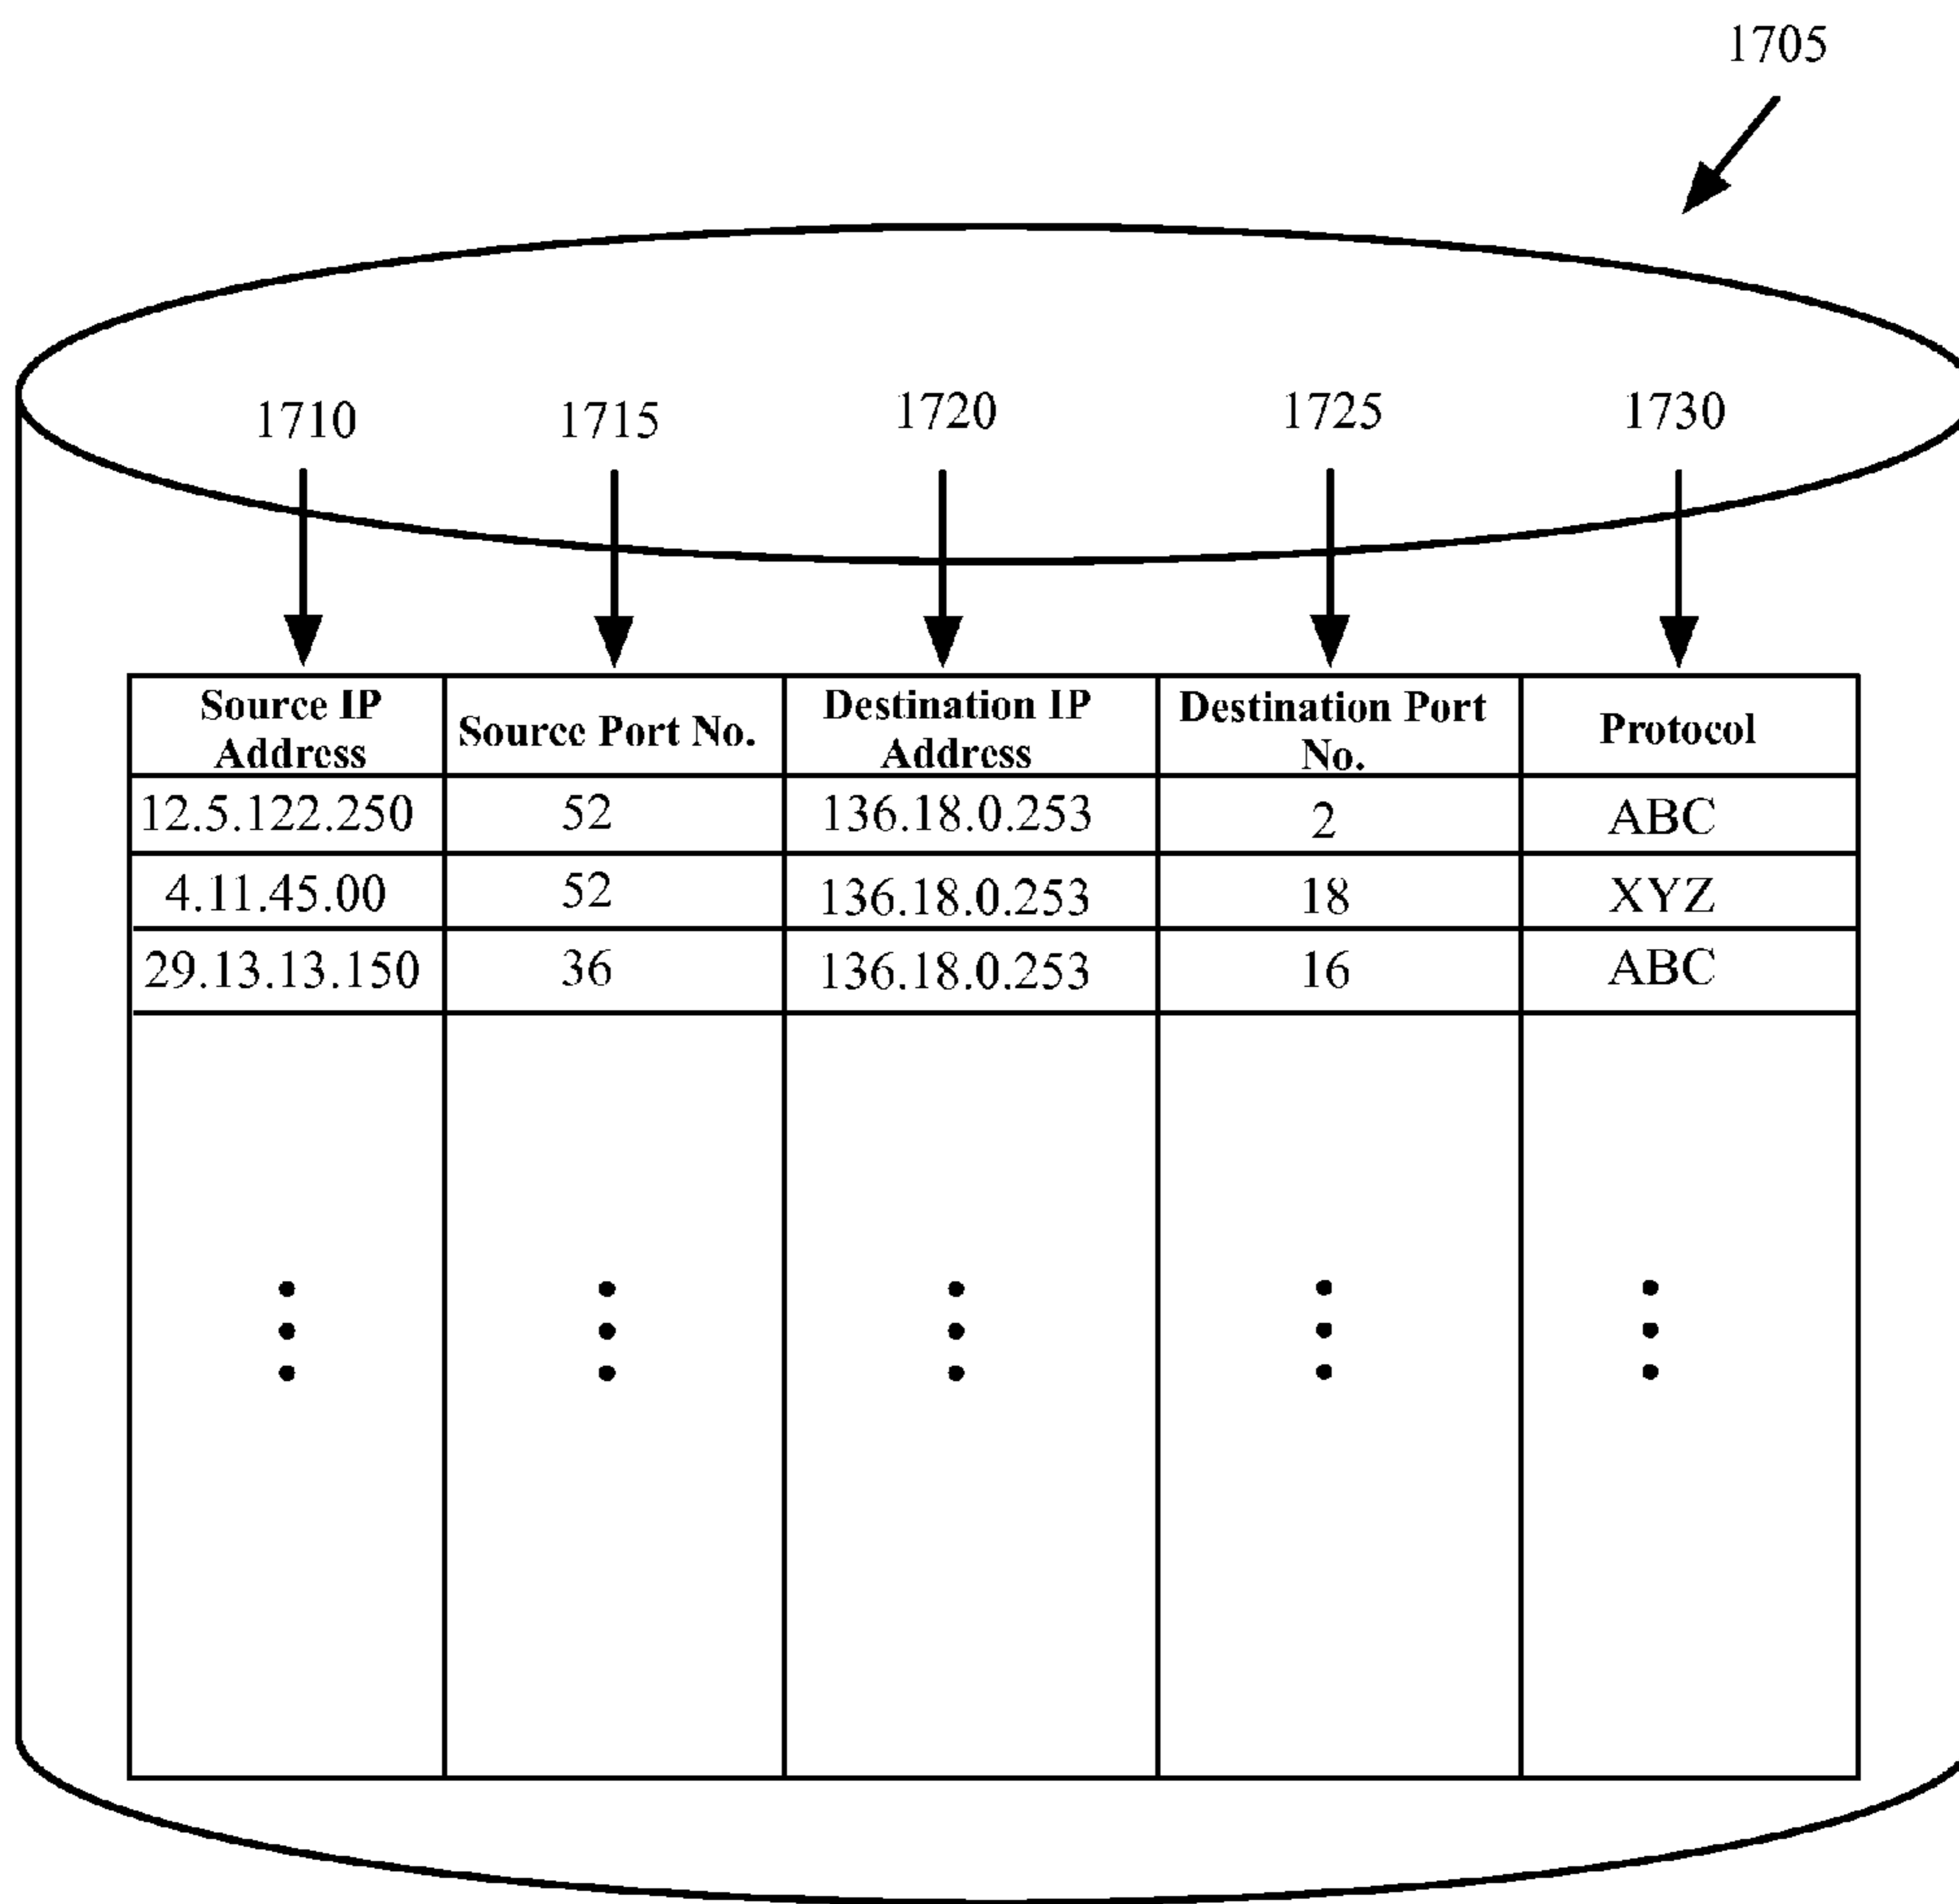 1705
1710 1715 1720 1725 1730
Source IP Address Source Port No. Destination IP Address Destination Port No. Protocol
12.5.122.250 52 136.18.0.253 2 ABC
4.11.45.00 52 136.18.0.253 18 XYZ
29.13.13.150 36 136.18.0.253 16 ABC